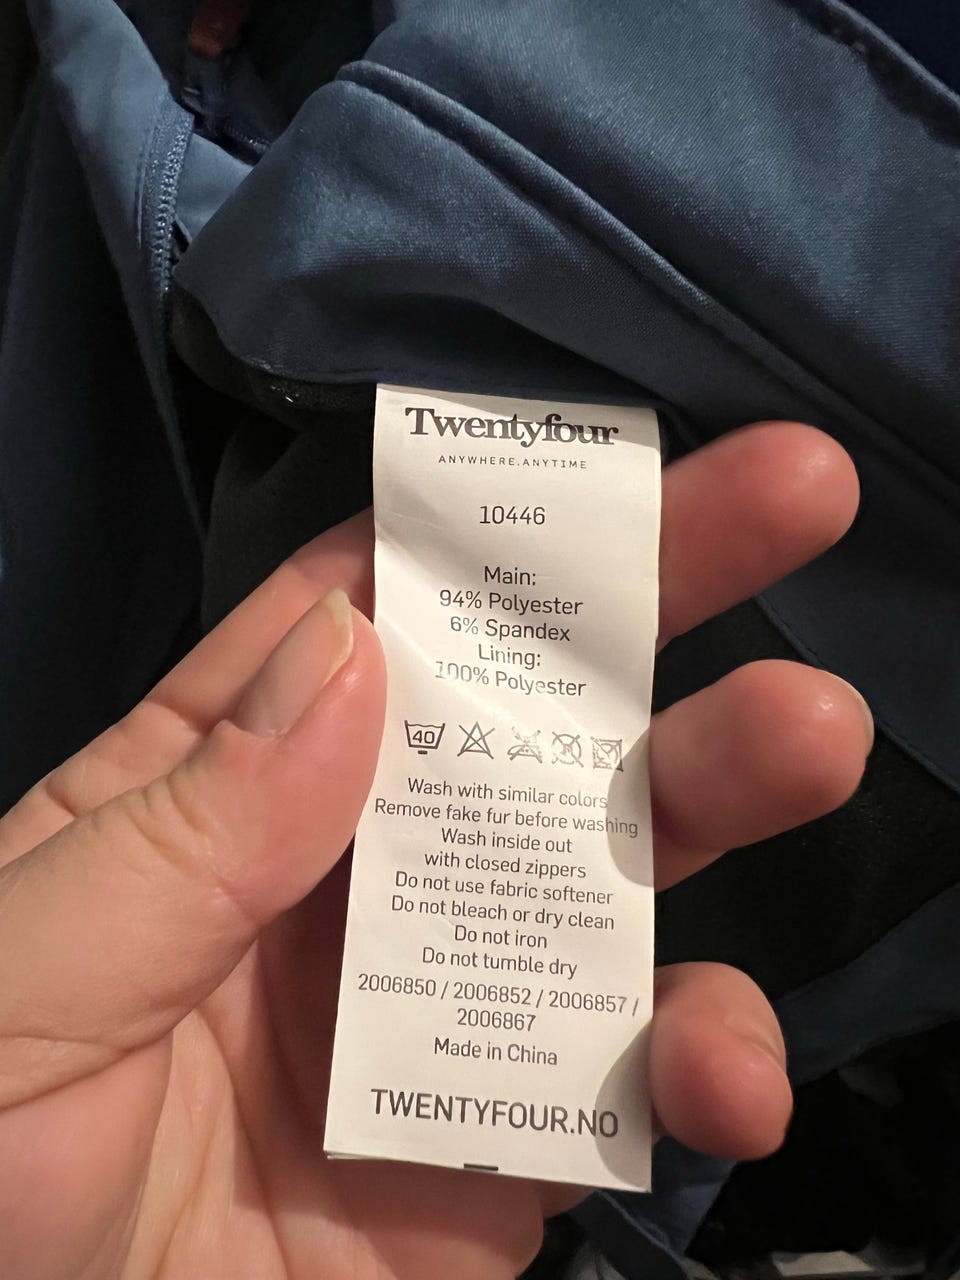 Twentyfour
ANYWHERE.ANYTIME
10446
Main:
94% Polyester
6% Spandex
Lining:
100% Polyester
40
Wash with similar colors
Remove fake fur before washing
Wash inside out
with closed zippers
Do not use fabric softener
Do not bleach or dry clean
Do not iron
Do not tumble dry
2006850 / 2006852 / 2006857 /
2006867
Made in China
TWENTYFOUR.NO